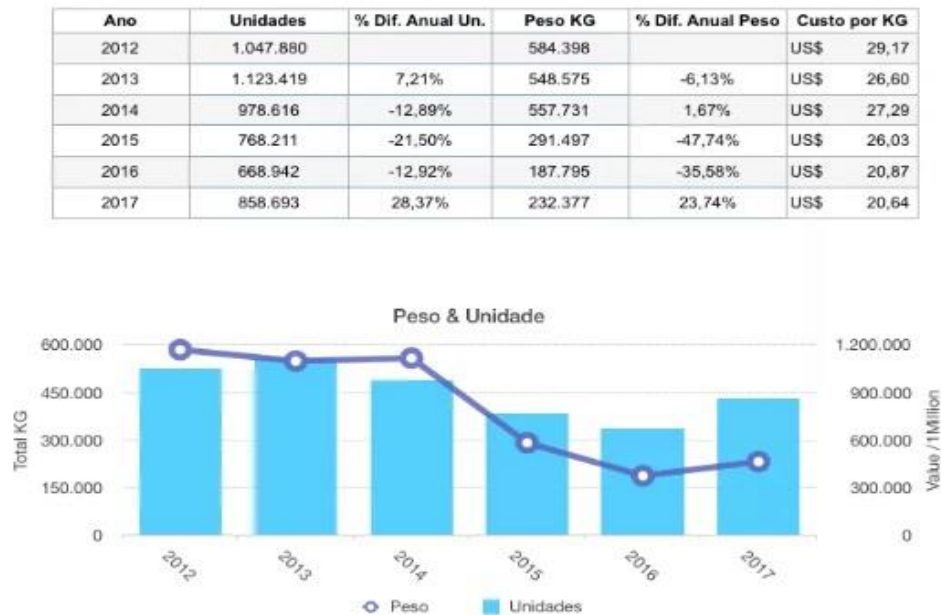 Ano Unidades % Dif. Anual Un. Peso KG % Dif. Anual Peso Custo por KG
2012 1.047.880 584.398 US$ 29,17
2013 1.123.419 7,21% 548.575 -6,13% US$ 26,60
2014 978.616 -12,89% 557.731 1,67% US$ 27,29
2015 768.211 -21,50% 291.497 -47,74% US$ 26,03
2016 668.942 -12,92% 187.795 -35,58% US$ 20,87
2017 858.693 28,37% 232.377 23,74% US$ 20,64
Peso & Unidade
600.000 1.200.000
450.000 900.000
300.000 600.000
150.000 300.000
0 0
Total KG
Value /1Million
2012 2013 2014 2015 2016 2017
Peso Unidades